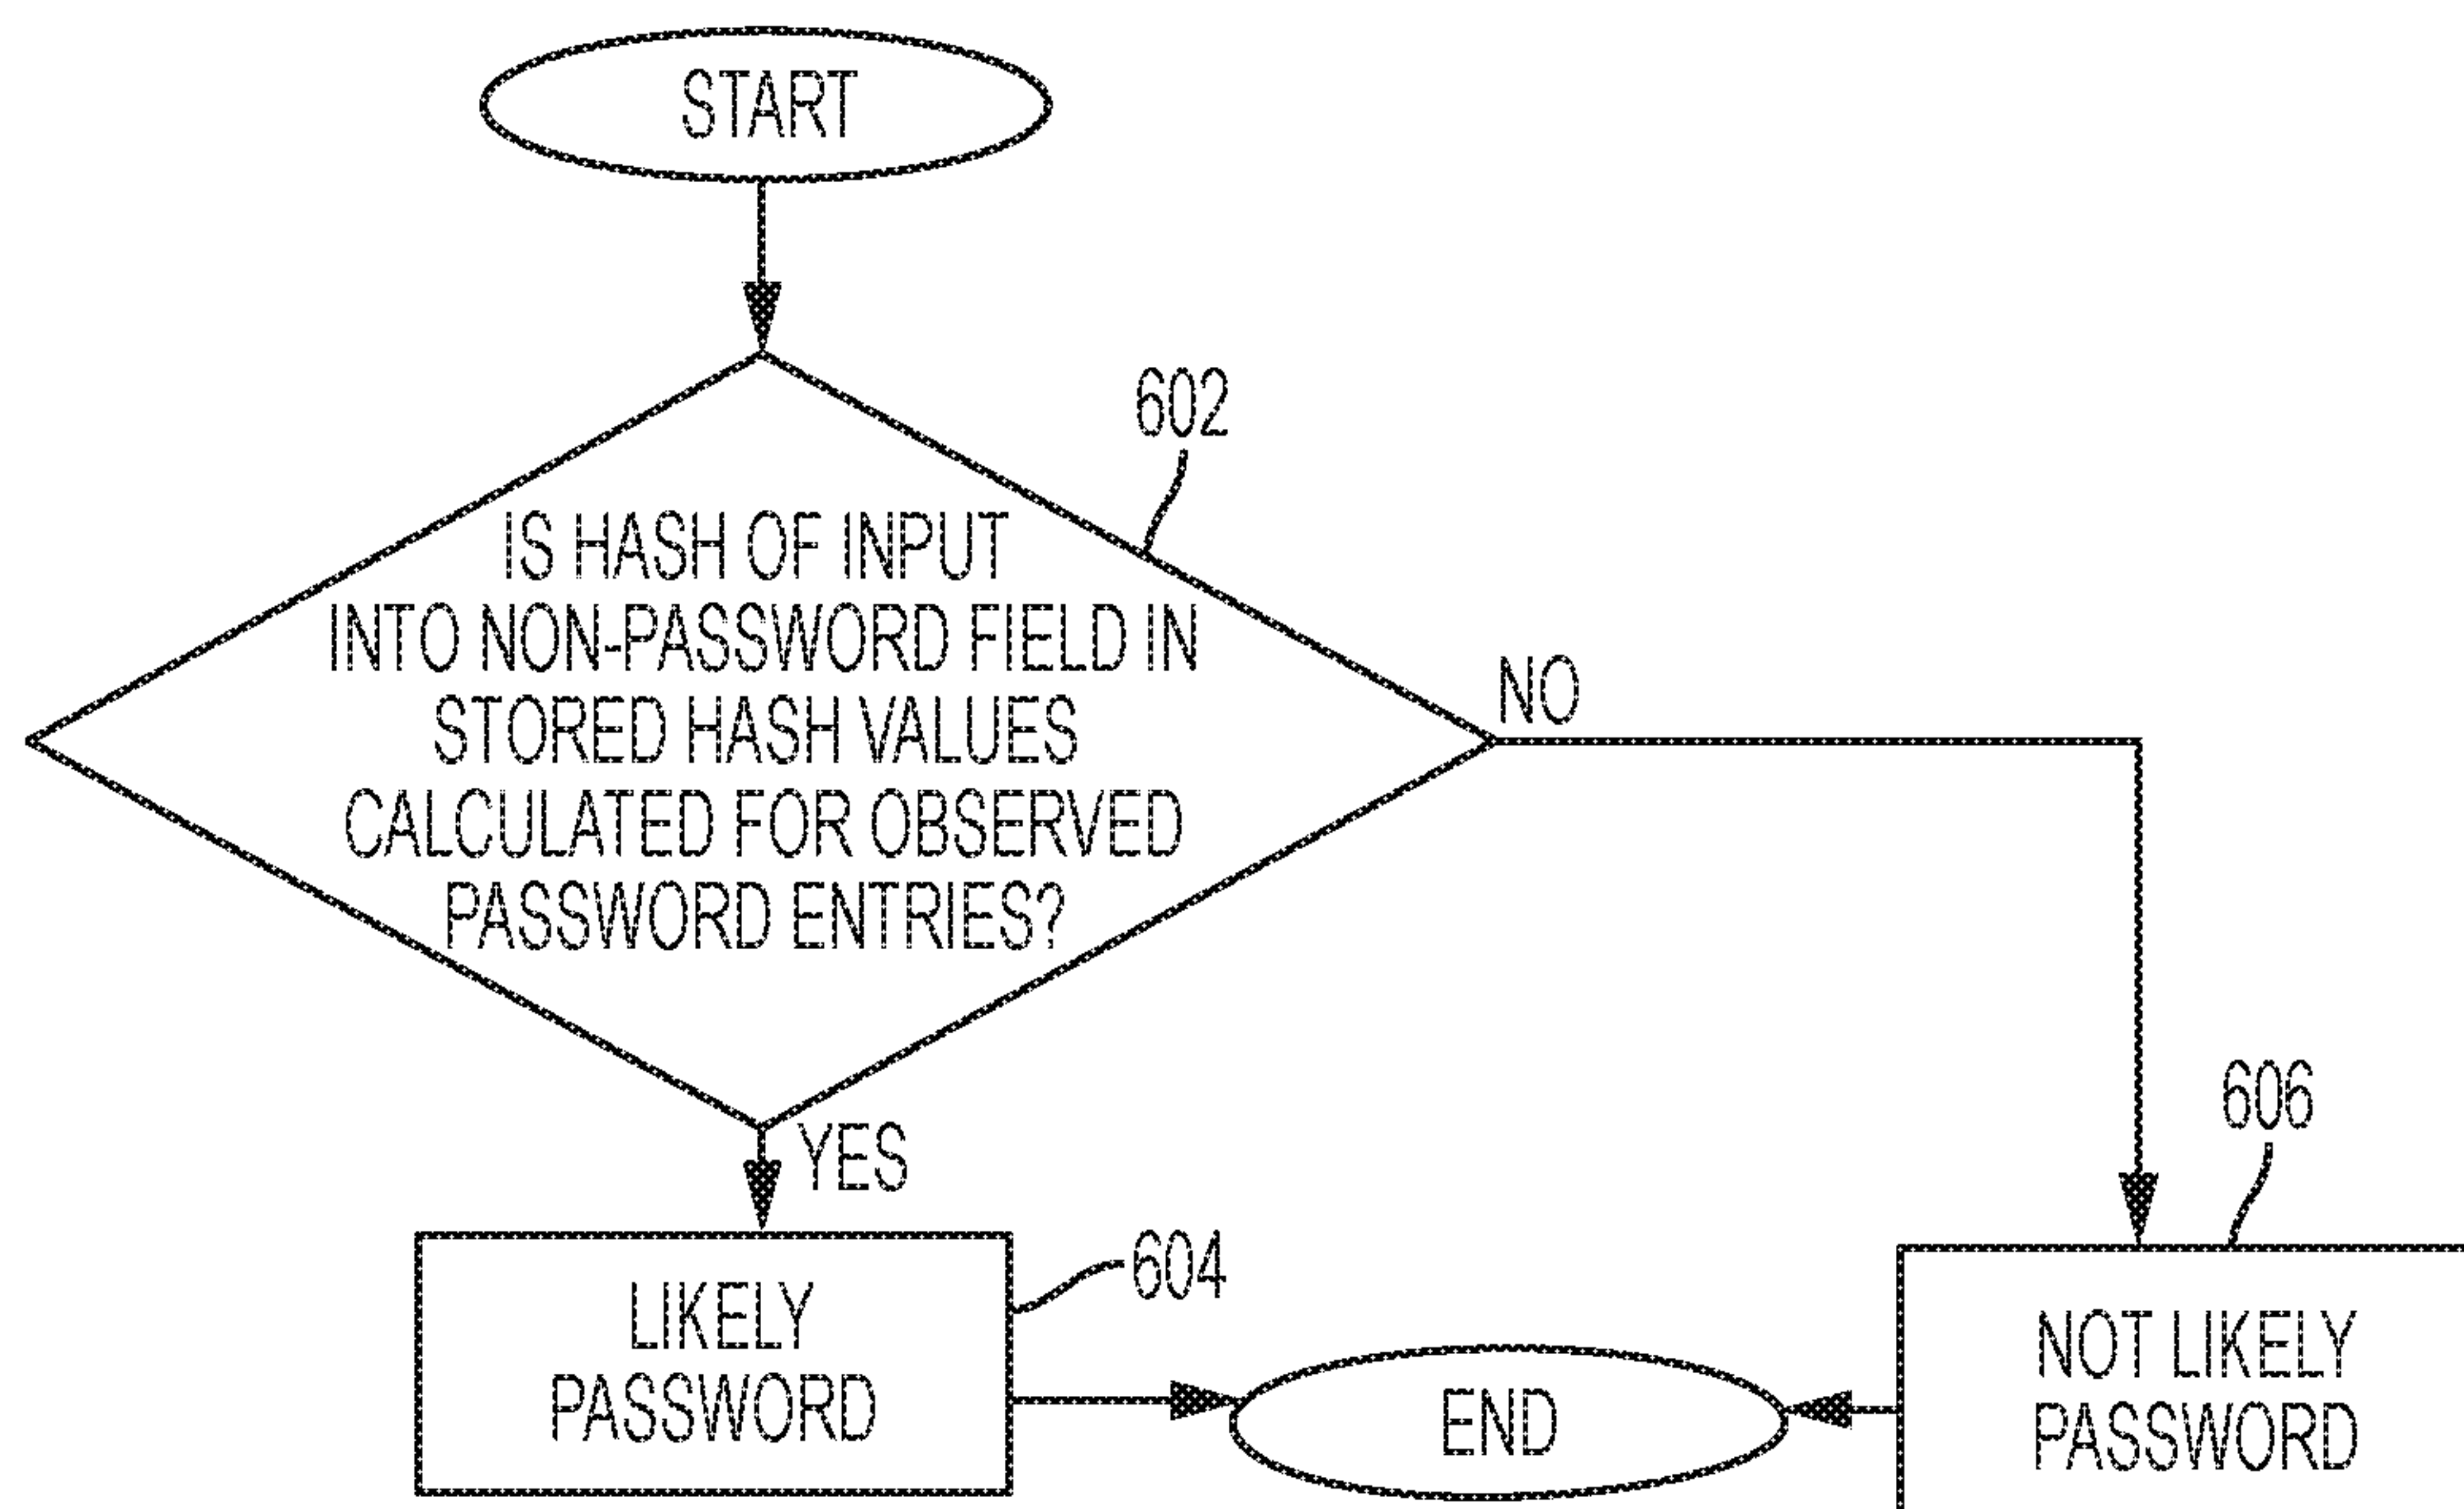 START
602
IS HASH OF INPUT
INTO NON-PASSWORD FIELD IN
STORED HASH VALUES
CALCULATED FOR OBSERVED
PASSWORD ENTRIES?
NO
YES
606
604
LIKELY
PASSWORD
END
NOT LIKELY
PASSWORD